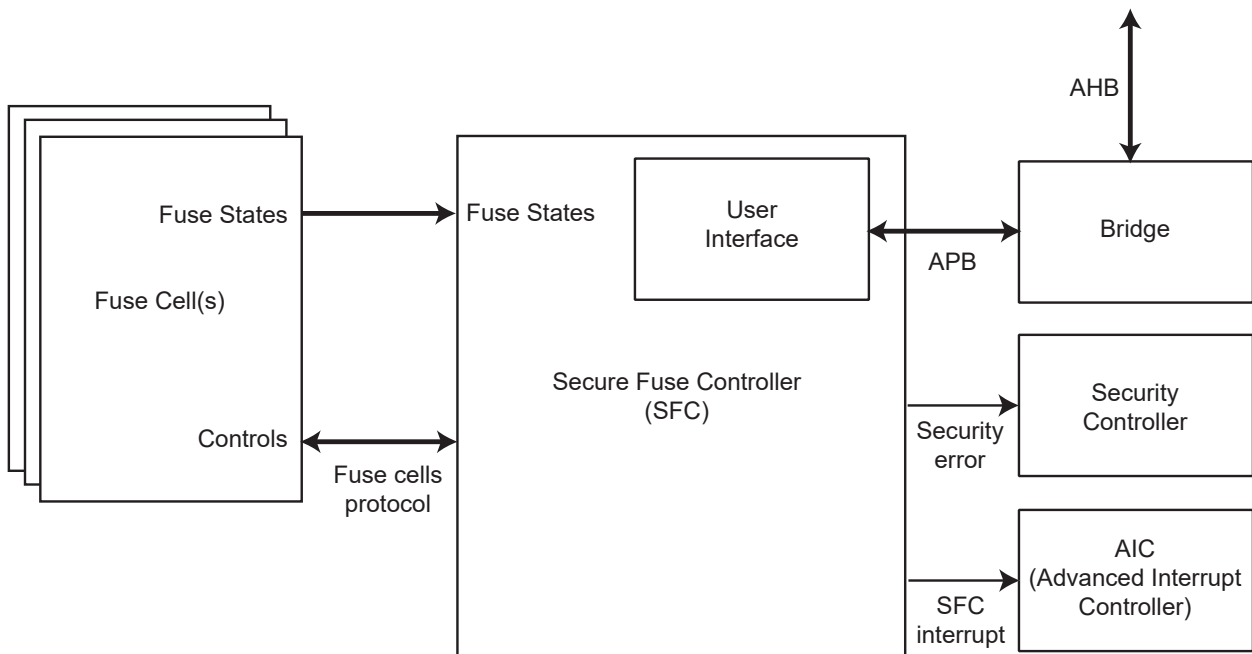 AHB
Fuse States
Fuse States
User
Interface
Bridge
APB
Fuse Cell(s)
Secure Fuse Controller
(SFC)
Security
Controller
Security
error
Controls
Fuse cells
protocol
AIC
(Advanced Interrupt
Controller)
SFC
interrupt